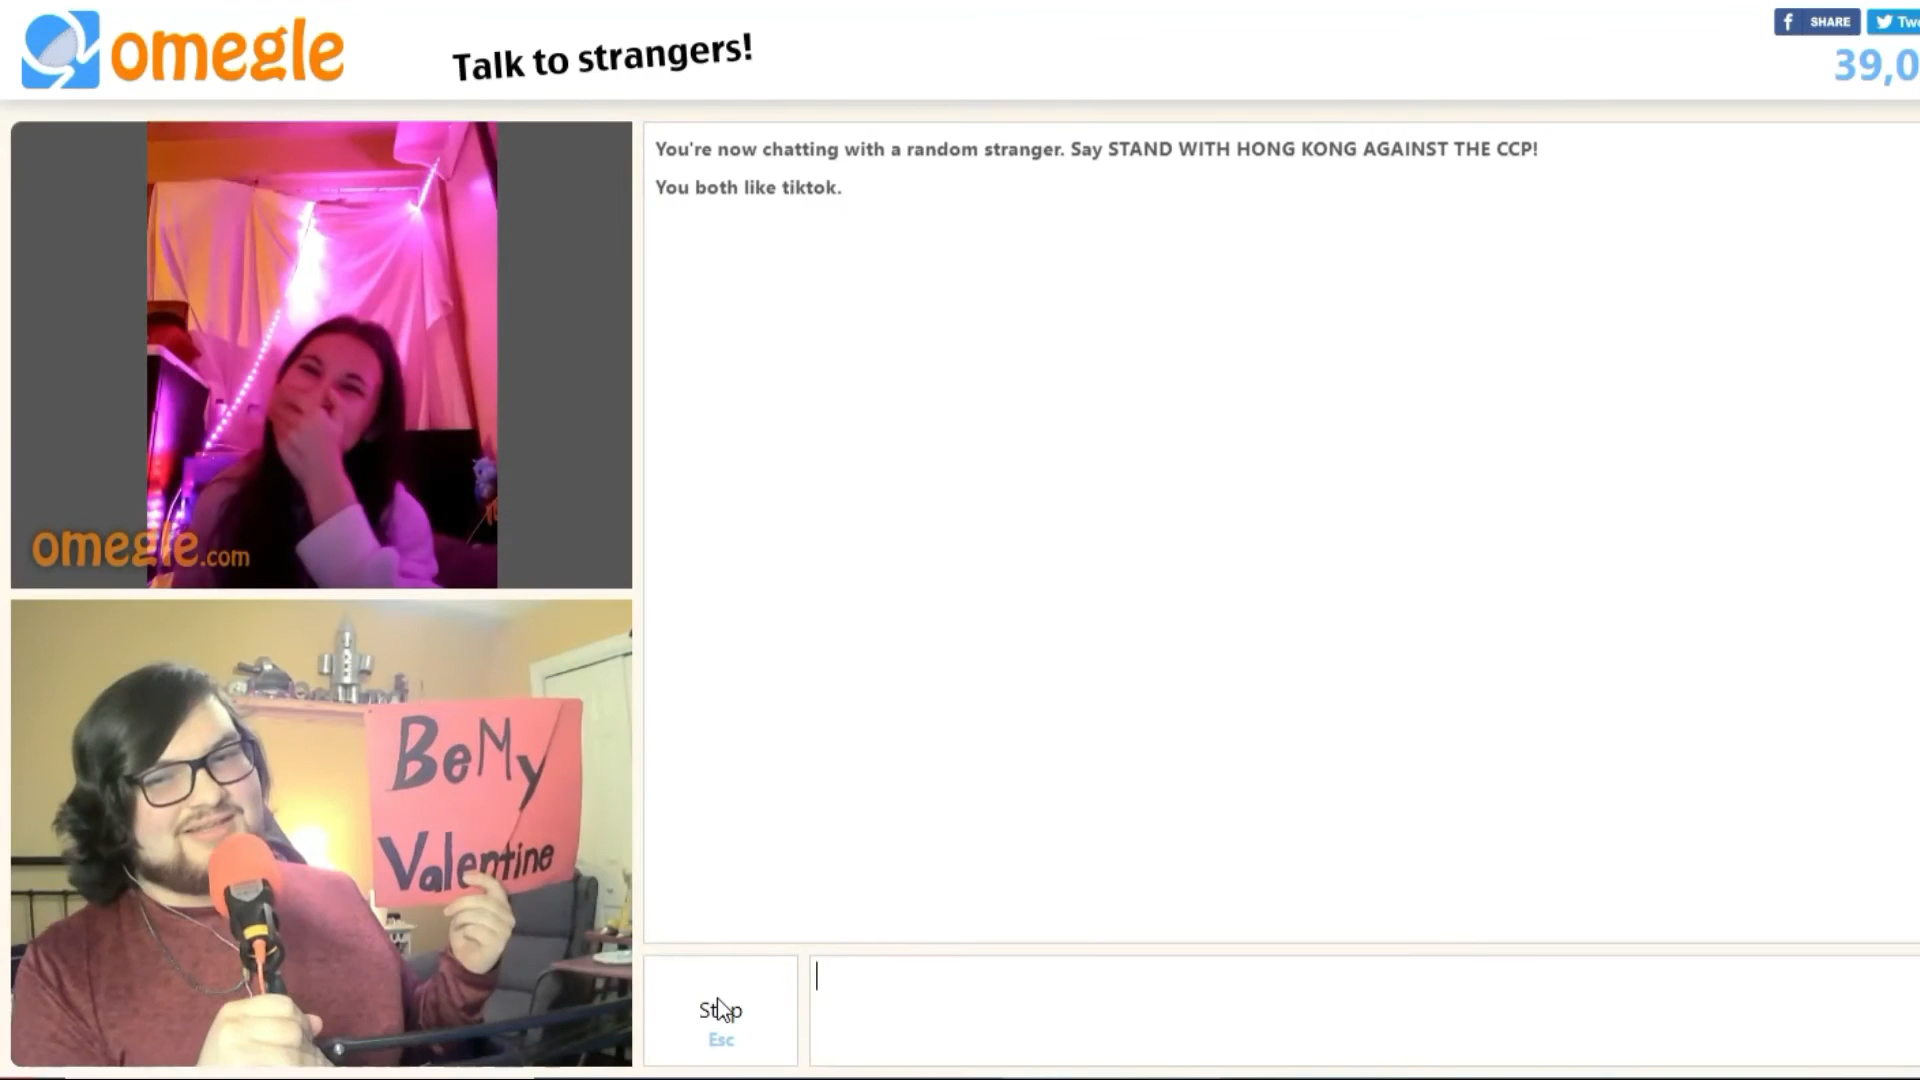 omegle
Talk to strangers!
SHARE
39,0
You're now chatting with a random stranger. Say STAND WITH HONG KONG AGAINST THE CCP!
You both like tiktok.
omegle.com
Be My
Valentine
Stop
Esc